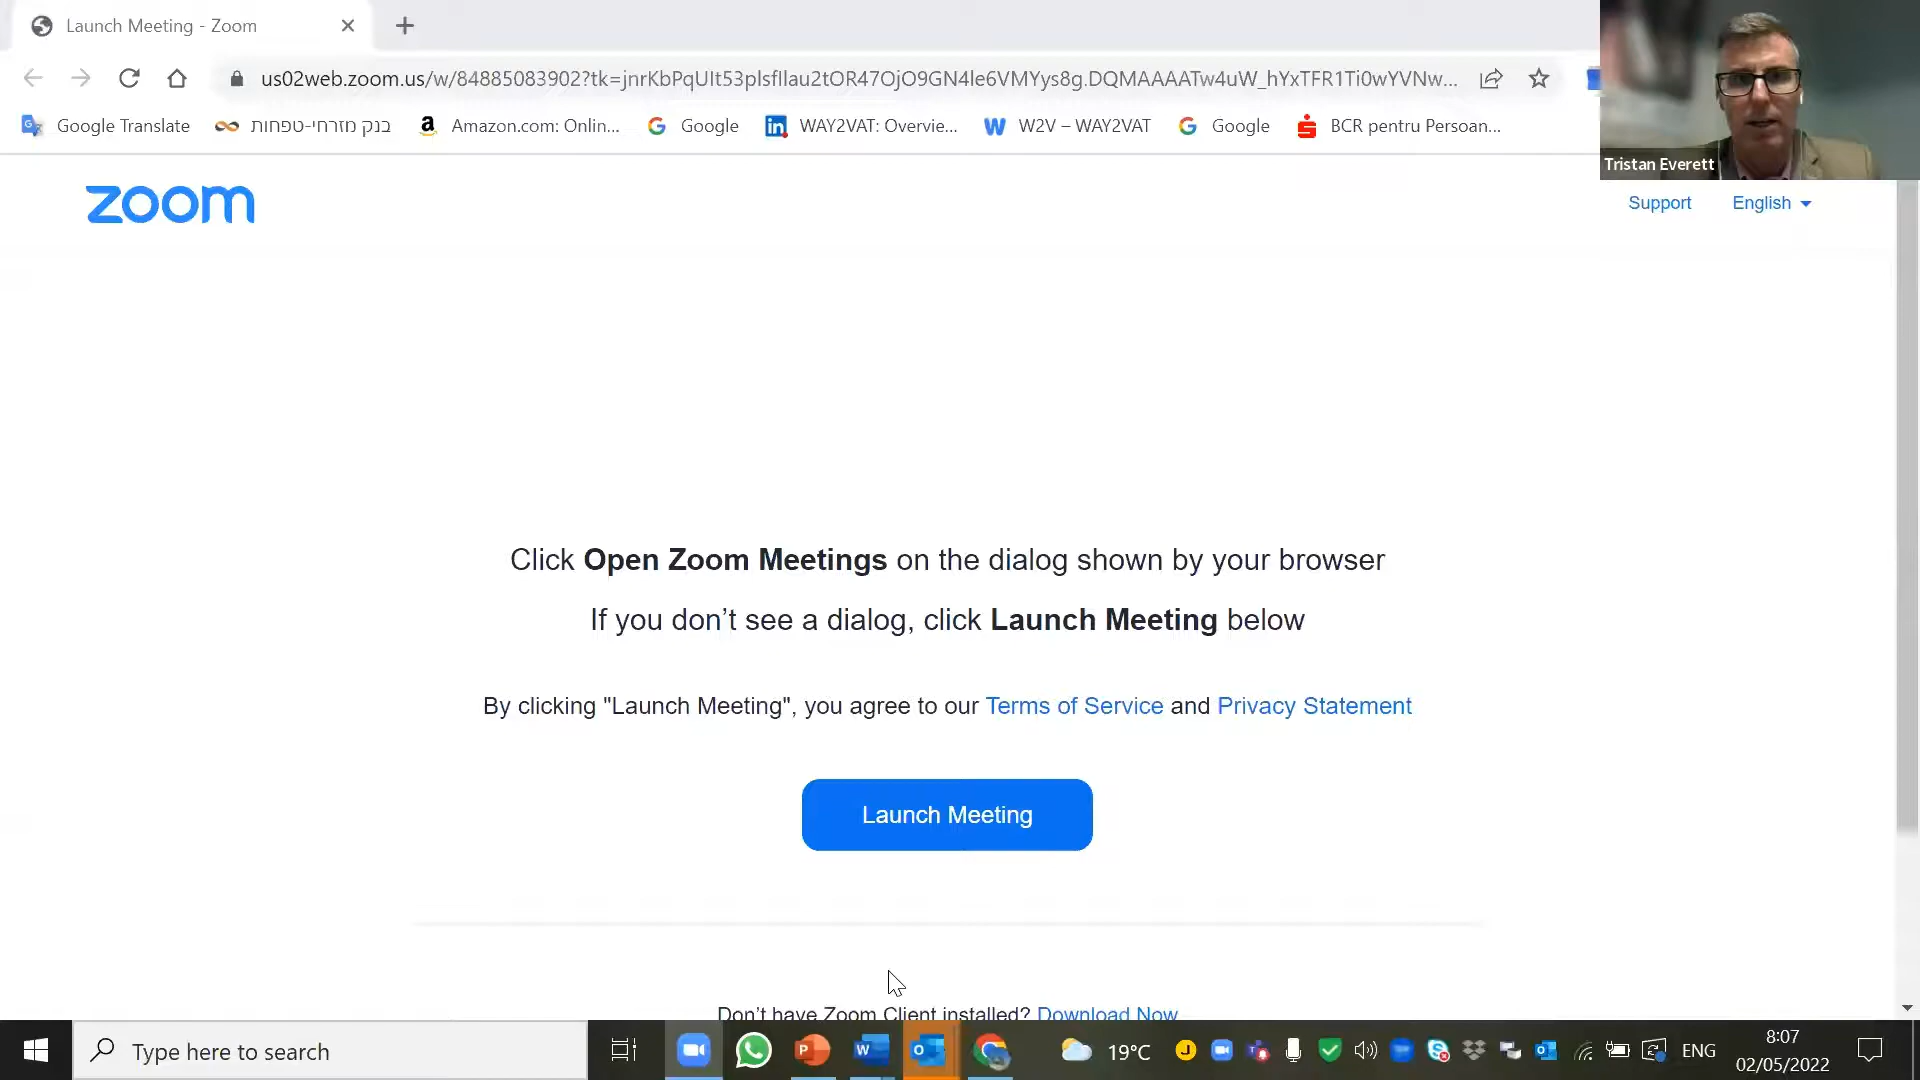 Launch Meeting - Zoom
us02web.zoom.us/w/84885083902?tk=jnrKbPqUIt53plsfIlau2tOR47OjO9GN4le6VMYys8g.DQMAAAATw4uW_hYxTFR1Ti0wYVNw...
Google Translate
בנק מזרחי-טפחות
Amazon.com: Onlin...
Google
WAY2VAT: Overvie...
W2V – WAY2VAT
Google
BCR pentru Persoan...
Tristan Everett
zoom
Support
English
Click Open Zoom Meetings on the dialog shown by your browser
If you don’t see a dialog, click Launch Meeting below
By clicking "Launch Meeting", you agree to our Terms of Service and Privacy Statement
Launch Meeting
Don’t have Zoom Client installed? Download Now
Type here to search
19°C
ENG
8:07
02/05/2022